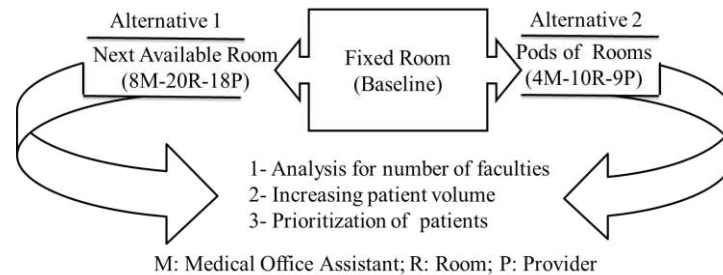 Alternative 1
Next Available Room
(8M-20R-18P)
Fixed Room
(Baseline)
Alternative 2
Pods of Rooms
(4M-10R-9P)
1- Analysis for number of faculties
2- Increasing patient volume
3- Prioritization of patients
M: Medical Office Assistant; R: Room; P: Provider